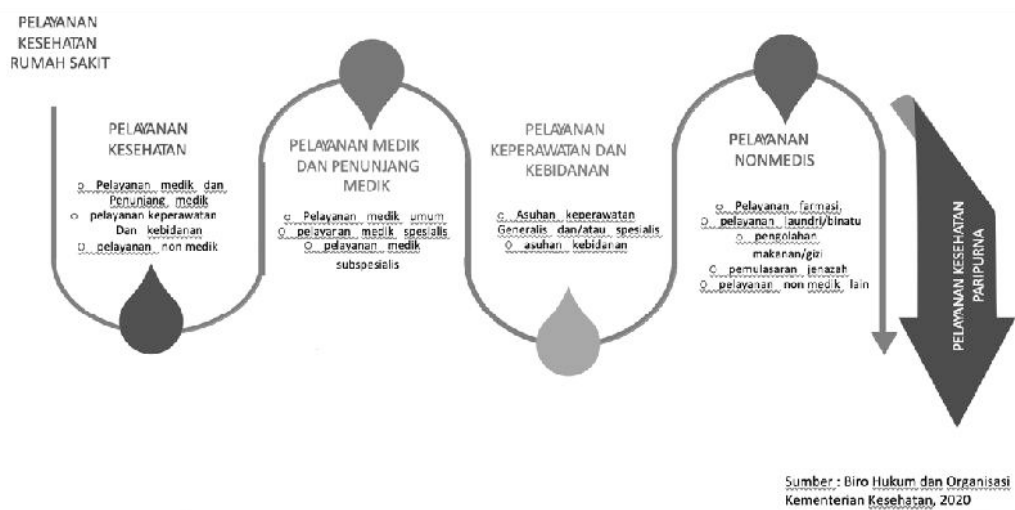 PELAYANAN
KESEHATAN
RUMAH SAKIT
PELAYANAN
KESEHATAN
o Pelayanan medik dan
Penunjang medik
o pelayanan keperawatan
Dan kebidanan
O pelayanan non medik
PELAYANAN MEDIK
DAN PENUNJANG
MEDIK
o Pelayanan medik umum
O pelavaran medik spesialis
O pelayanan medik
subspesialis
PELAYANAN
KEPERAWATAN DAN
KEBIDANAN
o Asuhan keperawatan
Generalis dan/atau spesialis
O asuhan kebidanan
PELAYANAN
NONMEDIS
o Pelayanan farmasi,
O pelayanan laundri/binatu
o pengolahan
makanan/gizi
O pemulasaran jenazah
O pelayanan non medik lain
PELAYANAN KESEHATAN
PARIPURNA
Sumber : Biro Hukum dan Organisasi
Kementerian Kesehatan, 2020